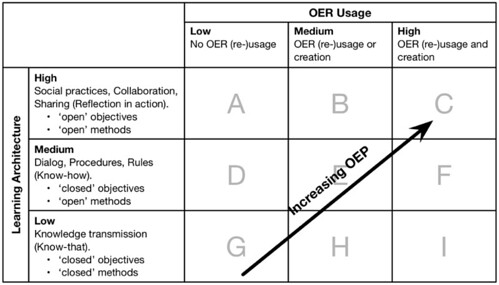 OER Usage
Low
No OER (re-)usage
Medium
OER (re-)usage or
creation
High
OER (re-)usage and
creation
Learning Architecture
High
Social practices, Collaboration,
Sharing (Reflection in action).
• ‘open’ objectives
• ‘open’ methods
A
B
C
Medium
Dialog, Procedures, Rules
(Know-how).
• ‘closed’ objectives
• ‘open’ methods
D
E
F
Low
Knowledge transmission
(Know-that).
• ‘closed’ objectives
• ‘closed’ methods
G
H
I
Increasing OEP